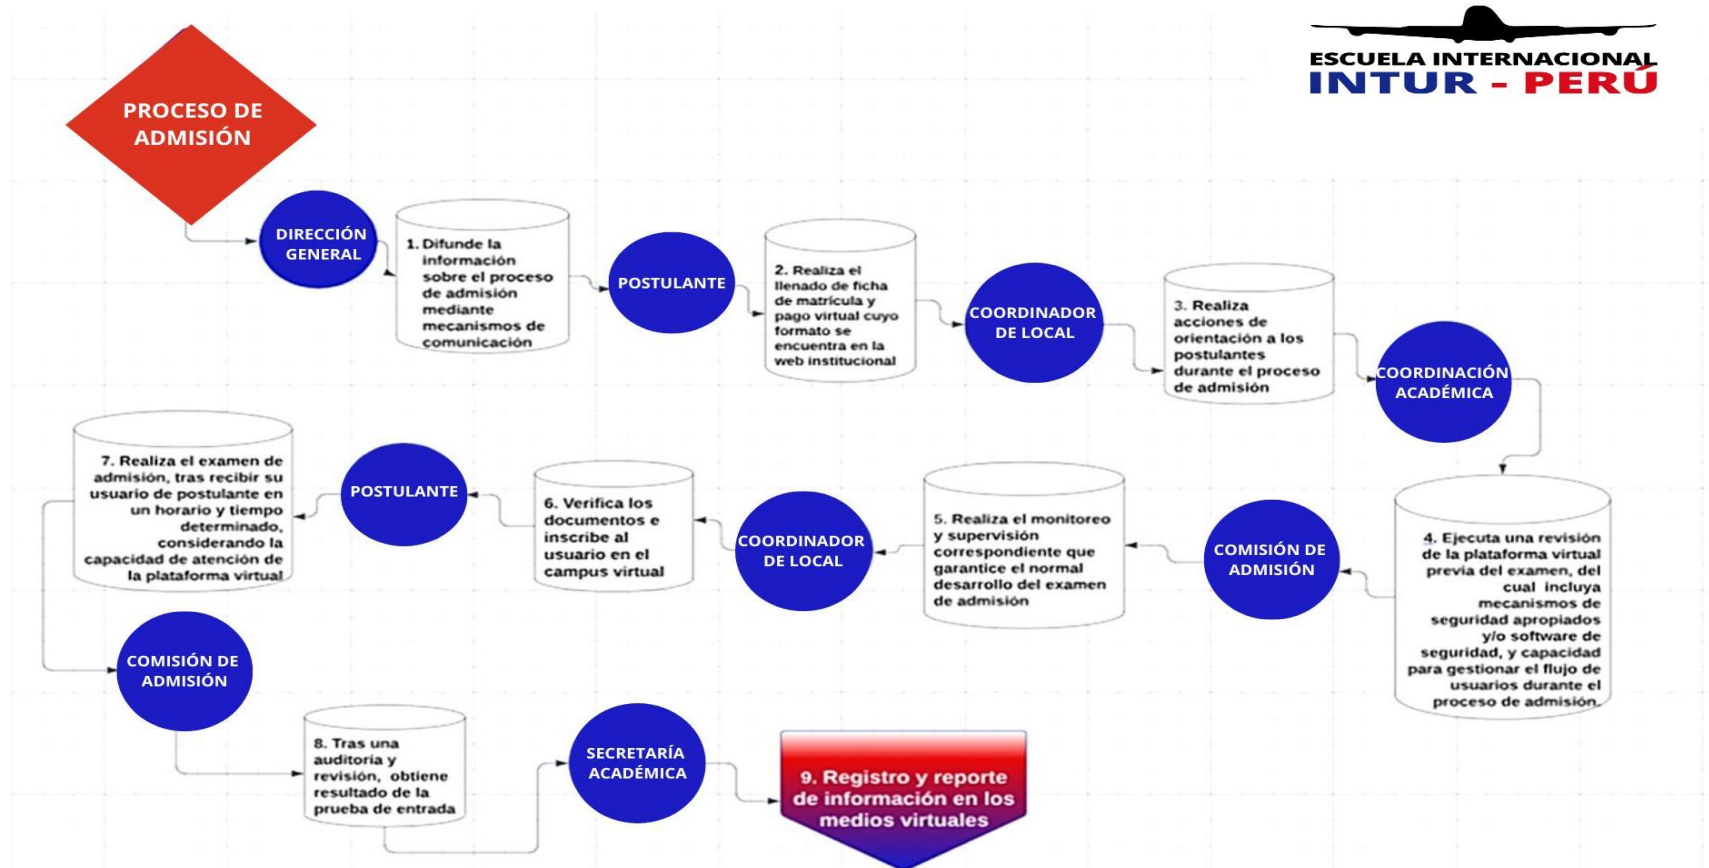 ESCUELA INTERNACIONAL
INTUR - PERÚ
PROCESO DE
ADMISIÓN
DIRECCIÓN
GENERAL
1. Difunde la
información
sobre el proceso
de admisión
mediante
mecanismos de
comunicación
POSTULANTE
2. Realiza el
llenado de ficha
de matrícula y
pago virtual cuyo
formato se
encuentra en la
web institucional
COORDINADOR
DE LOCAL
3. Realiza
acciones de
orientación a los
postulantes
durante el proceso
de admisión
COORDINACIÓN
ACADÉMICA
4. Ejecuta una revisión
de la plataforma virtual
previa del examen, del
cual incluya
mecanismos de
seguridad apropiados
y/o software de
seguridad, y capacidad
para gestionar el flujo de
usuarios durante el
proceso de admisión.
COMISIÓN DE
ADMISIÓN
5. Realiza el monitoreo
y supervisión
correspondiente que
garantice el normal
desarrollo del examen
de admisión
COORDINADOR
DE LOCAL
6. Verifica los
documentos e
inscribe al
usuario en el
campus virtual
POSTULANTE
7. Realiza el examen de
admisión, tras recibir su
usuario de postulante en
un horario y tiempo
determinado,
considerando la
capacidad de atención de
la plataforma virtual
COMISIÓN DE
ADMISIÓN
8. Tras una
auditoría y
revisión, obtiene
resultado de la
prueba de entrada
SECRETARÍA
ACADÉMICA
9. Registro y reporte
de información en los
medios virtuales